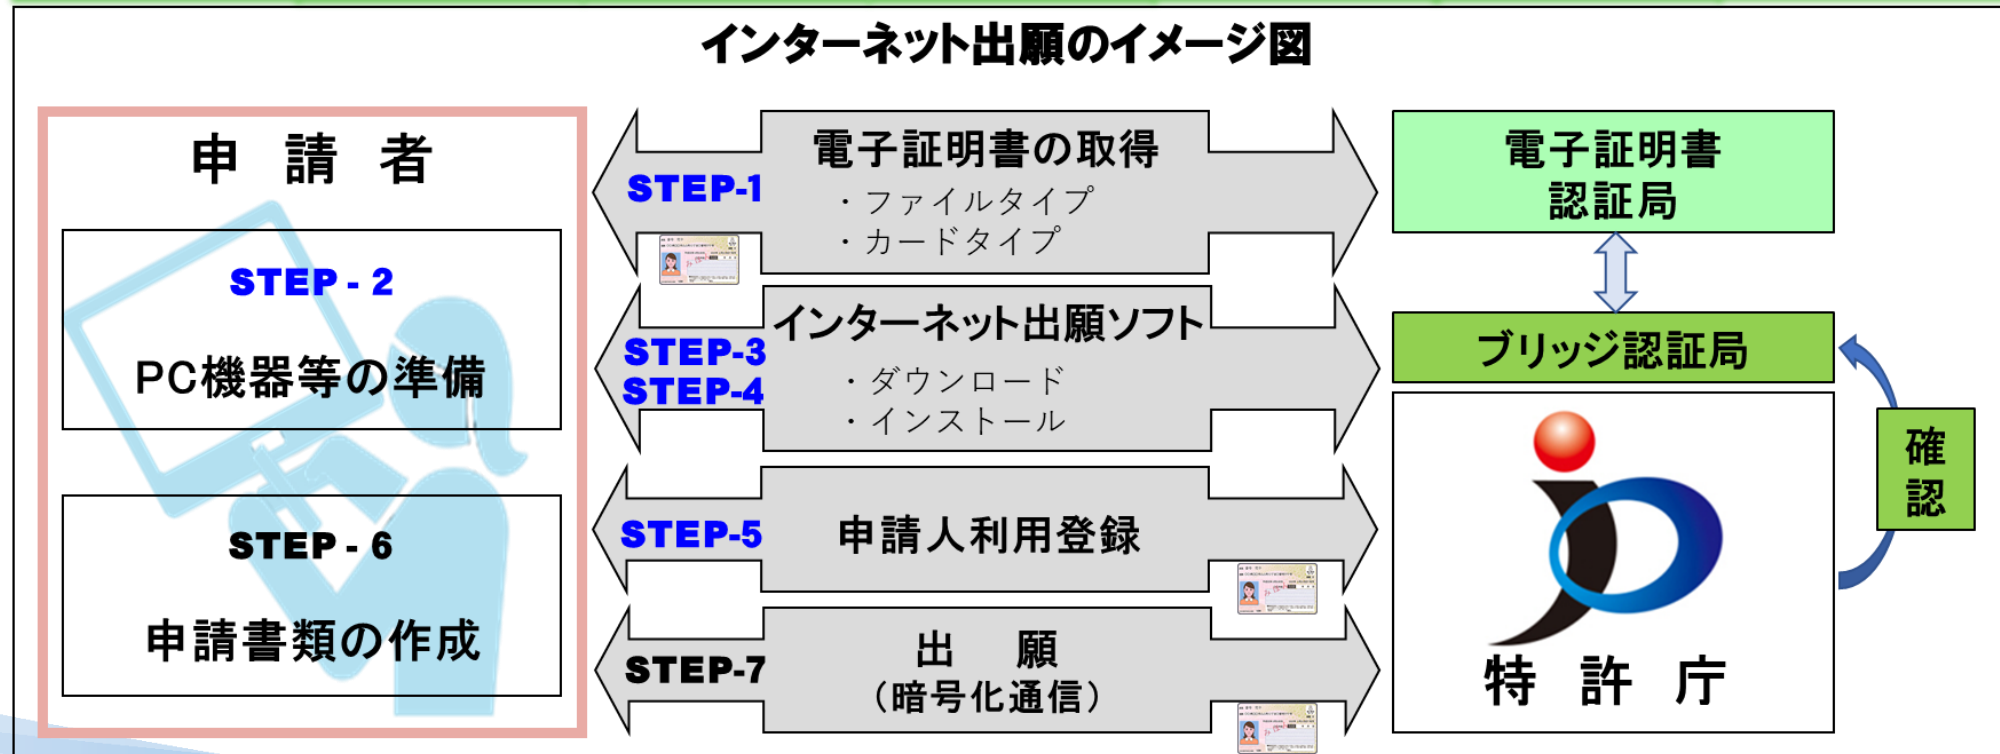 インターネット出願のイメージ図
申 請 者
STEP - 2
PC機器等の準備
STEP - 6
申請書類の作成
STEP-1
電子証明書の取得
・ファイルタイプ
・カードタイプ
STEP-3
STEP-4
インターネット出願ソフト
・ダウンロード
・インストール
STEP-5
申請人利用登録
STEP-7
出 願
（暗号化通信）
電子証明書
認証局
ブリッジ認証局
確
認
特 許 庁